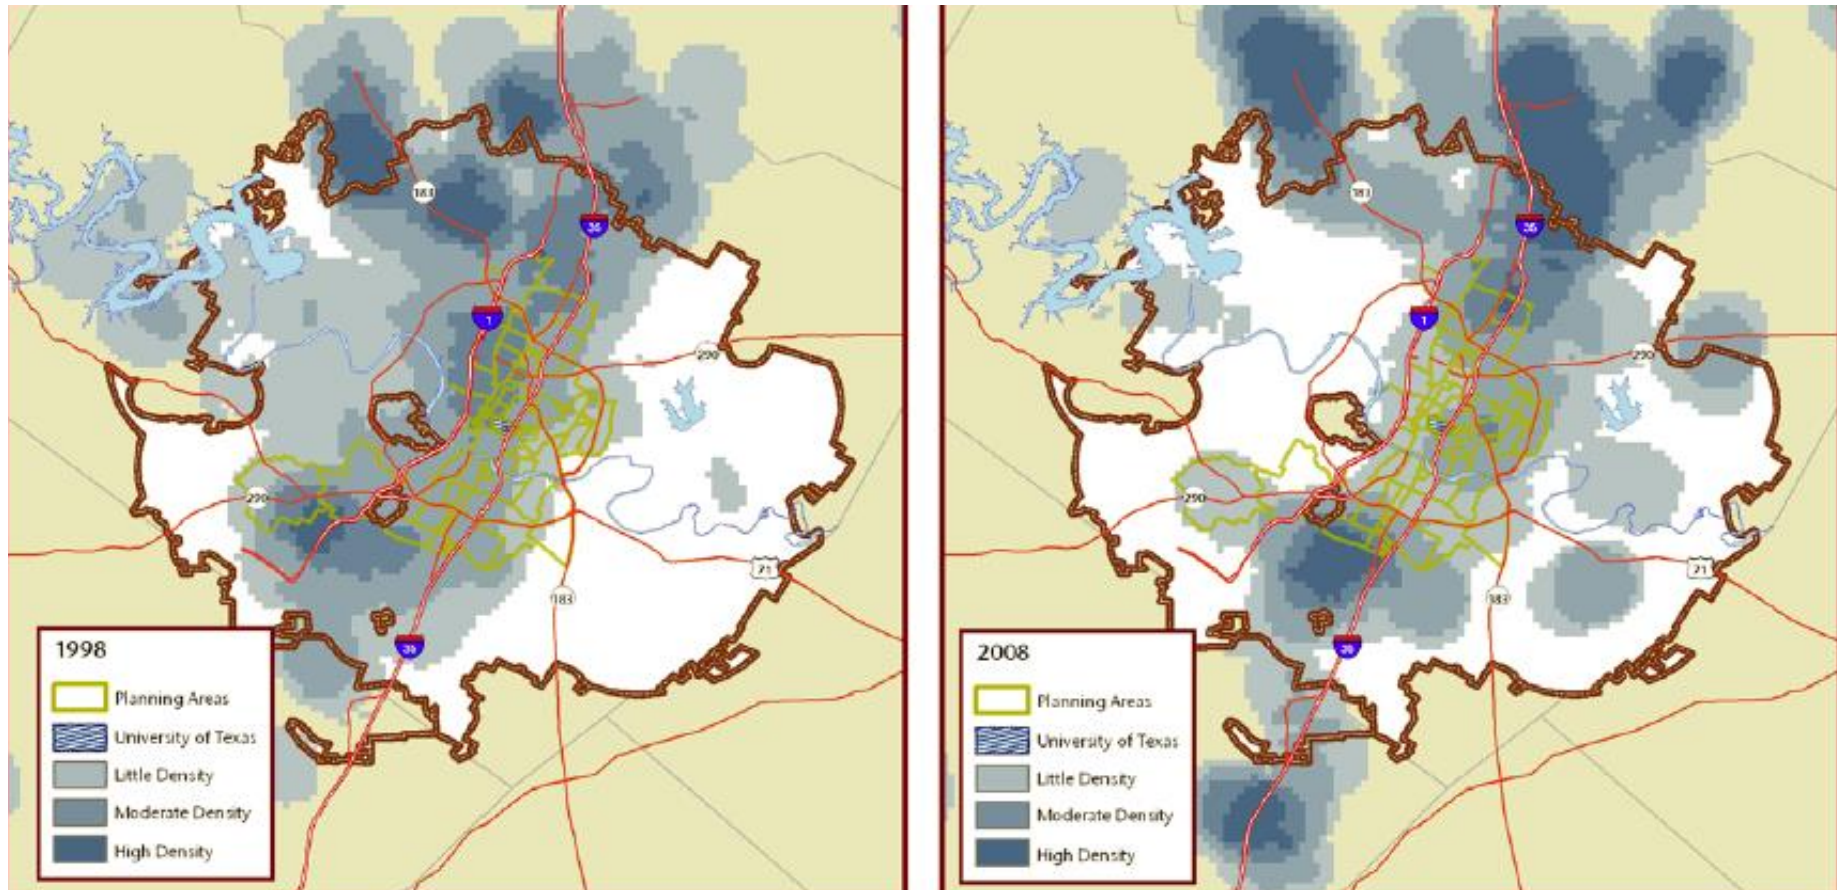 183
35
1
290
290
71
183
35
1998
Planning Areas
University of Texas
Little Density
Moderate Density
High Density
183
35
1
290
290
71
183
35
2008
Planning Areas
University of Texas
Little Density
Moderate Density
High Density